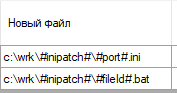 Новый файл
c:\wrk\#inipatch#\#port#.ini
c:\wrk\#inipatch#\#fileId#.bat